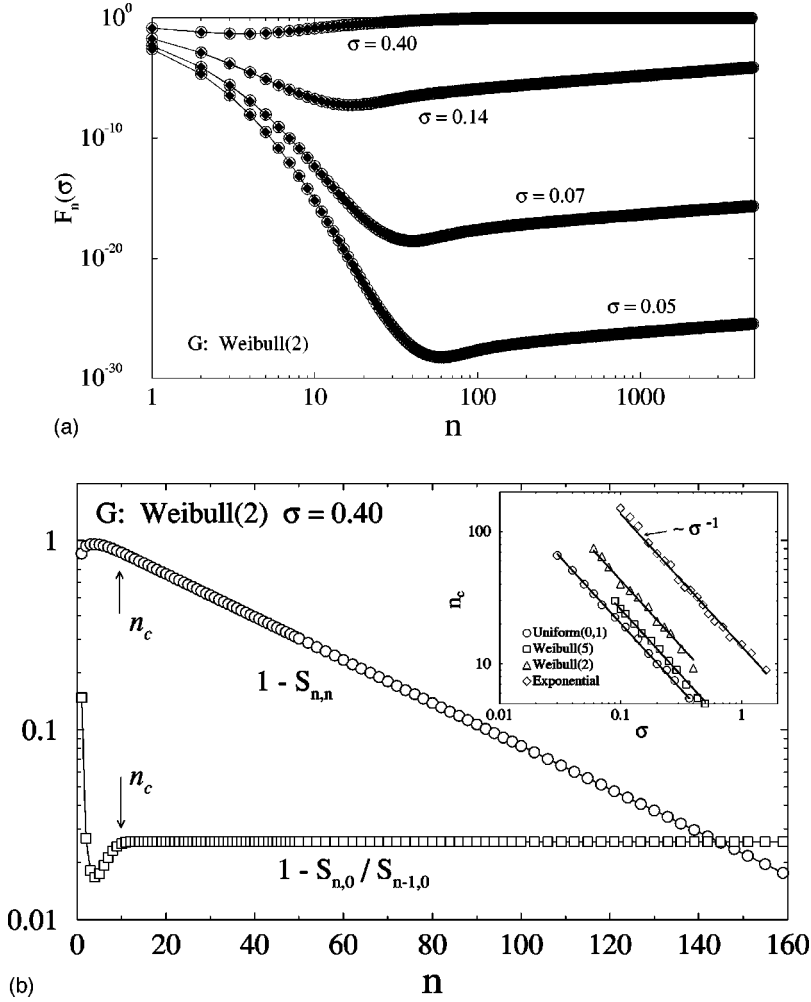 10^0
σ = 0.40
10^-10
σ = 0.14
F_n(σ)
σ = 0.07
10^-20
σ = 0.05
G: Weibull(2)
10^-30
1 10 100 1000
(a) n
G: Weibull(2) σ = 0.40
1
n_c
1 - S_n,n
0.1
n_c
1 - S_n,0 / S_n-1,0
0.01
0 20 40 60 80 100 120 140 160
(b) n
100
~ σ^-1
n_c
Uniform(0,1)
Weibull(5)
Weibull(2)
Exponential
10
0.01 0.1 1
σ